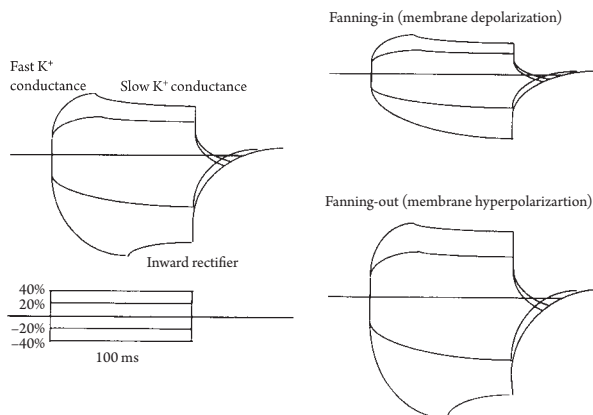 Fast K⁺
conductance
Slow K⁺ conductance
Inward rectifier
40%
20%
–20%
–40%
100 ms
Fanning-in (membrane depolarization)
Fanning-out (membrane hyperpolarizartion)